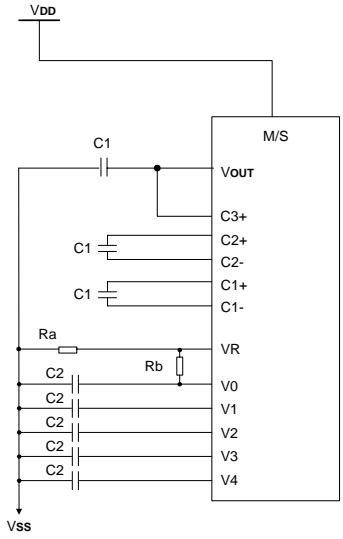 VDD
M/S
C1
VOUT
C3+
C2+
C1
C2-
C1+
C1
C1-
Ra
VR
Rb
C2
V0
C2
V1
C2
V2
C2
V3
C2
V4
VSS